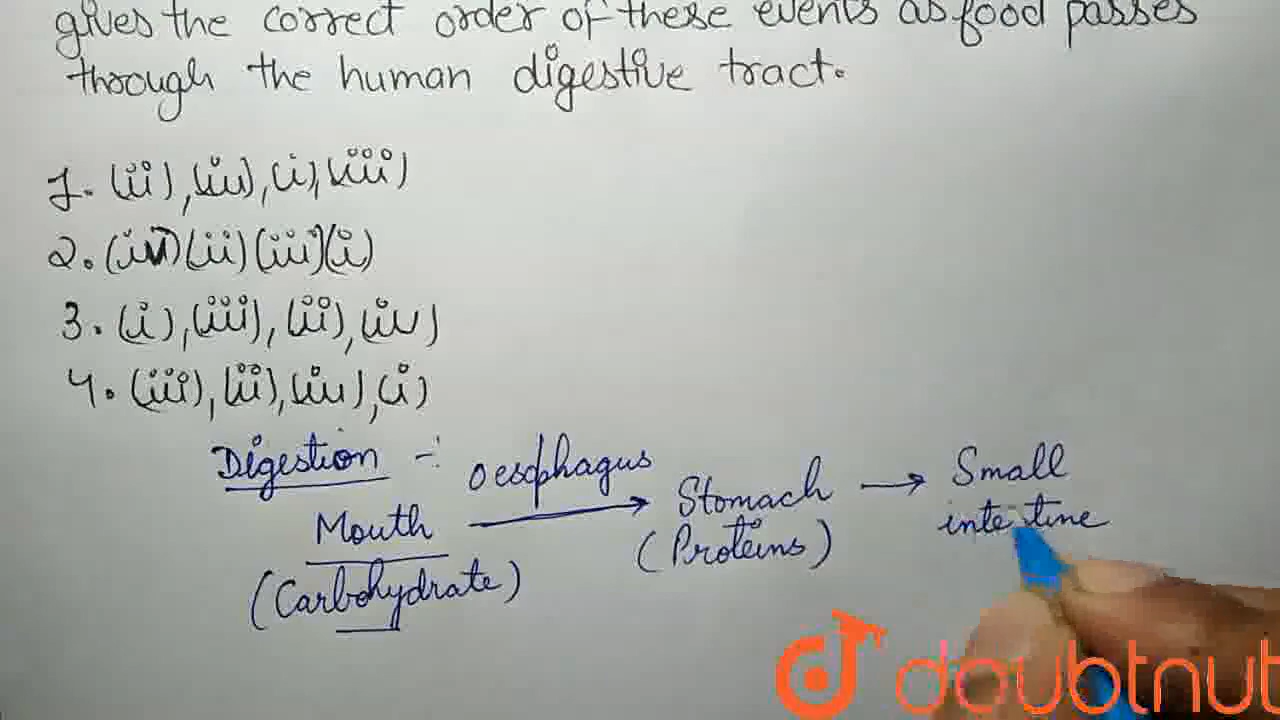 gives the correct order of these events as food passes
through the human digestive tract.
1. (ii), (iv), (i), (iii)
2. (iv) (ii) (iii) (i)
3. (i), (iii), (ii), (iv)
4. (iii), (ii), (iv), (i)
Digestion :-
oesophagus
Mouth → Stomach → Small intestine
(Carbohydrate) (Proteins)
doubtnut